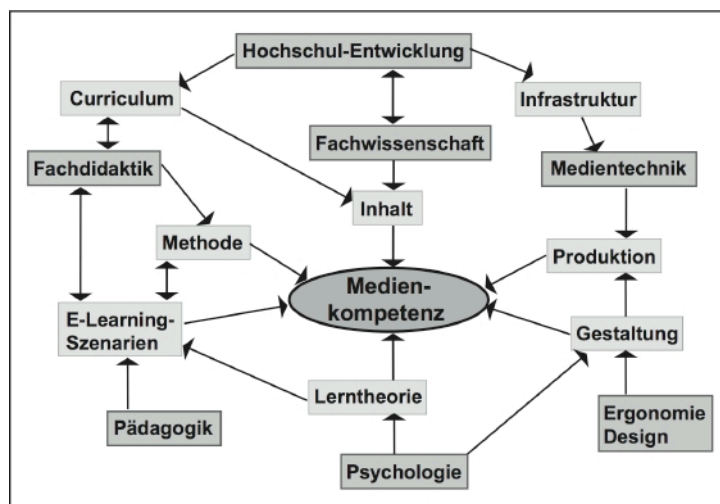 Hochschul-Entwicklung
Curriculum
Infrastruktur
Fachwissenschaft
Fachdidaktik
Medientechnik
Inhalt
Methode
Produktion
Medien-
kompetenz
E-Learning-
Szenarien
Gestaltung
Lerntheorie
Pädagogik
Ergonomie
Design
Psychologie